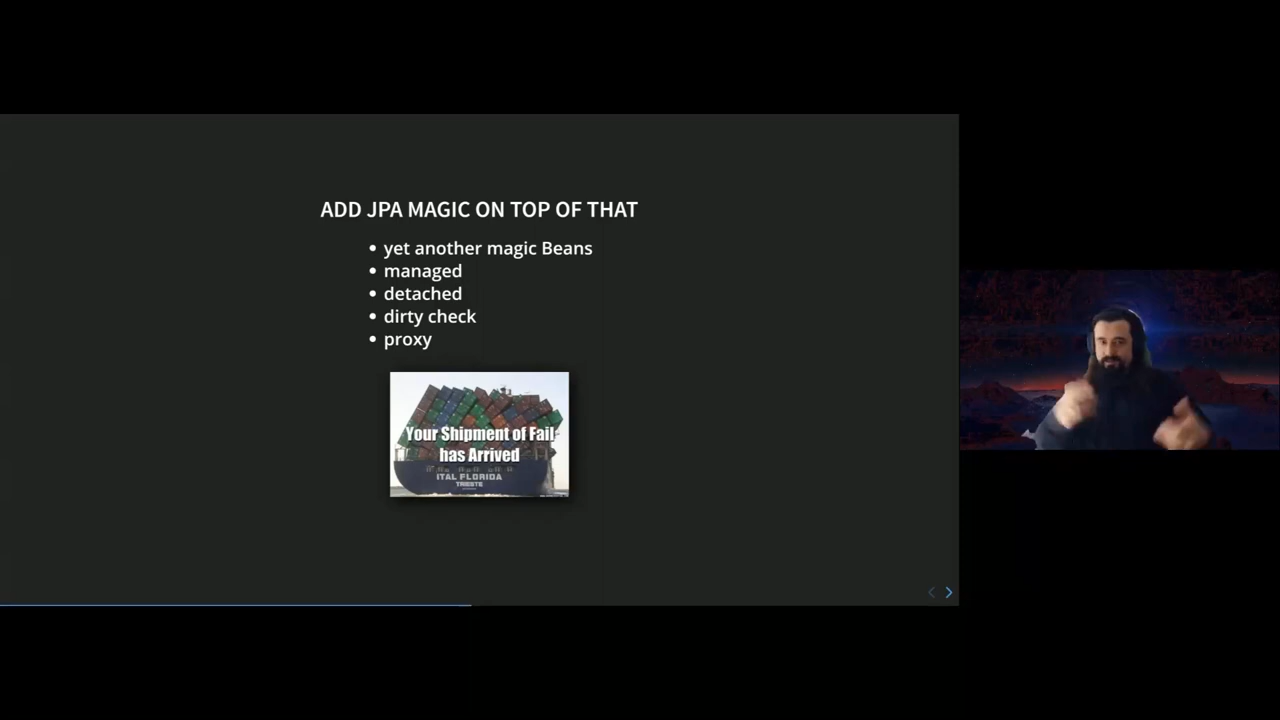 ADD JPA MAGIC ON TOP OF THAT
• yet another magic Beans
• managed
• detached
• dirty check
• proxy
Your Shipment of Fail
has Arrived
ITAL FLORIDA
TRIESTE